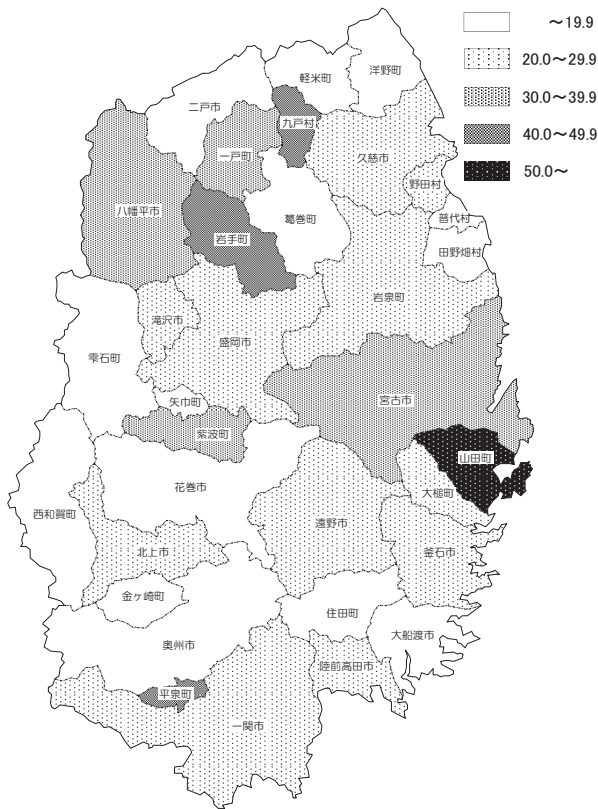 ～19.9
20.0～29.9
30.0～39.9
40.0～49.9
50.0～
洋野町
軽米町
二戸市
九戸村
一戸町
久慈市
野田村
八幡平市
葛巻町
普代村
岩手町
田野畑村
岩泉町
滝沢市
盛岡市
雫石町
宮古市
矢巾町
紫波町
山田町
花巻市
大槌町
西和賀町
遠野市
北上市
釜石市
金ヶ崎町
住田町
大船渡市
奥州市
陸前高田市
平泉町
一関市